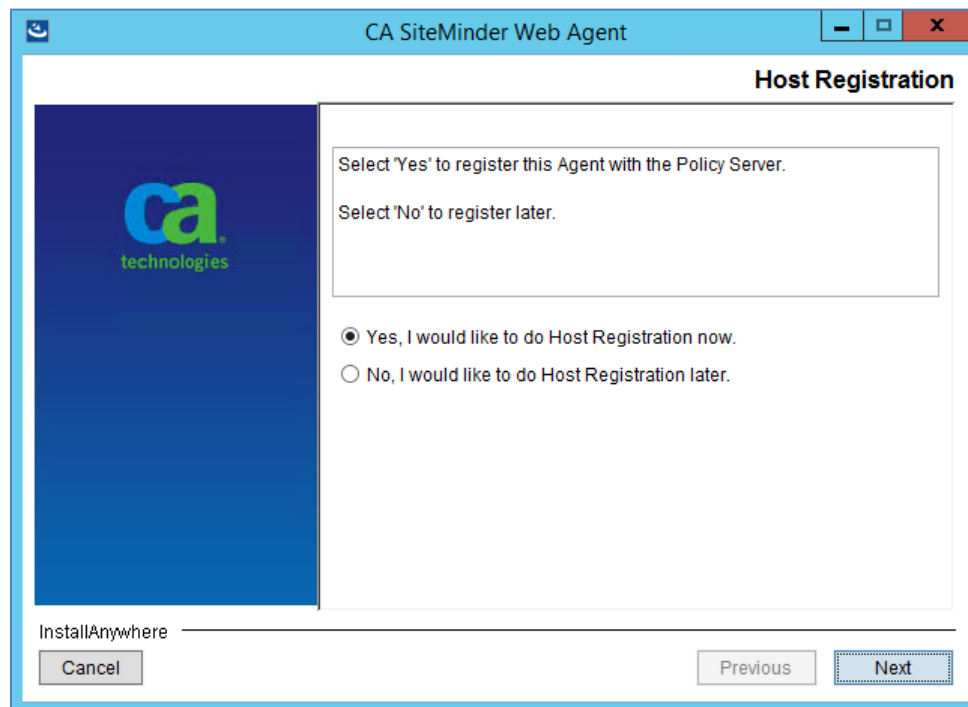 CA SiteMinder Web Agent
Host Registration
ca
technologies
Select 'Yes' to register this Agent with the Policy Server.
Select 'No' to register later.
Yes, I would like to do Host Registration now.
No, I would like to do Host Registration later.
InstallAnywhere
Cancel
Previous
Next